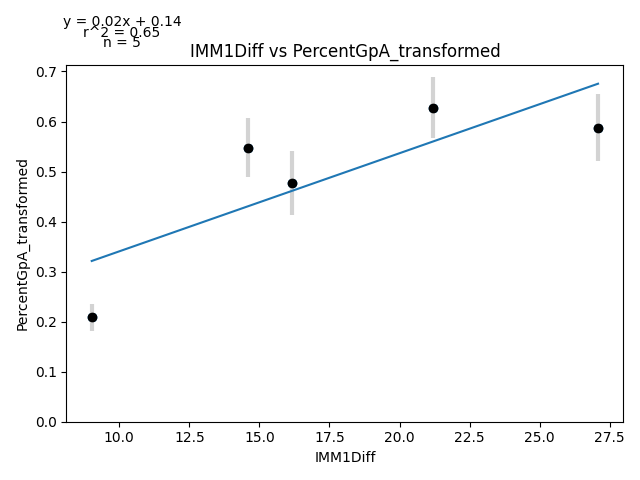 y = 0.02x + 0.14
r^2 = 0.65
n = 5
IMM1Diff vs PercentGpA_transformed
PercentGpA_transformed
0.7
0.6
0.5
0.4
0.3
0.2
0.1
0.0
10.0 12.5 15.0 17.5 20.0 22.5 25.0 27.5
IMM1Diff